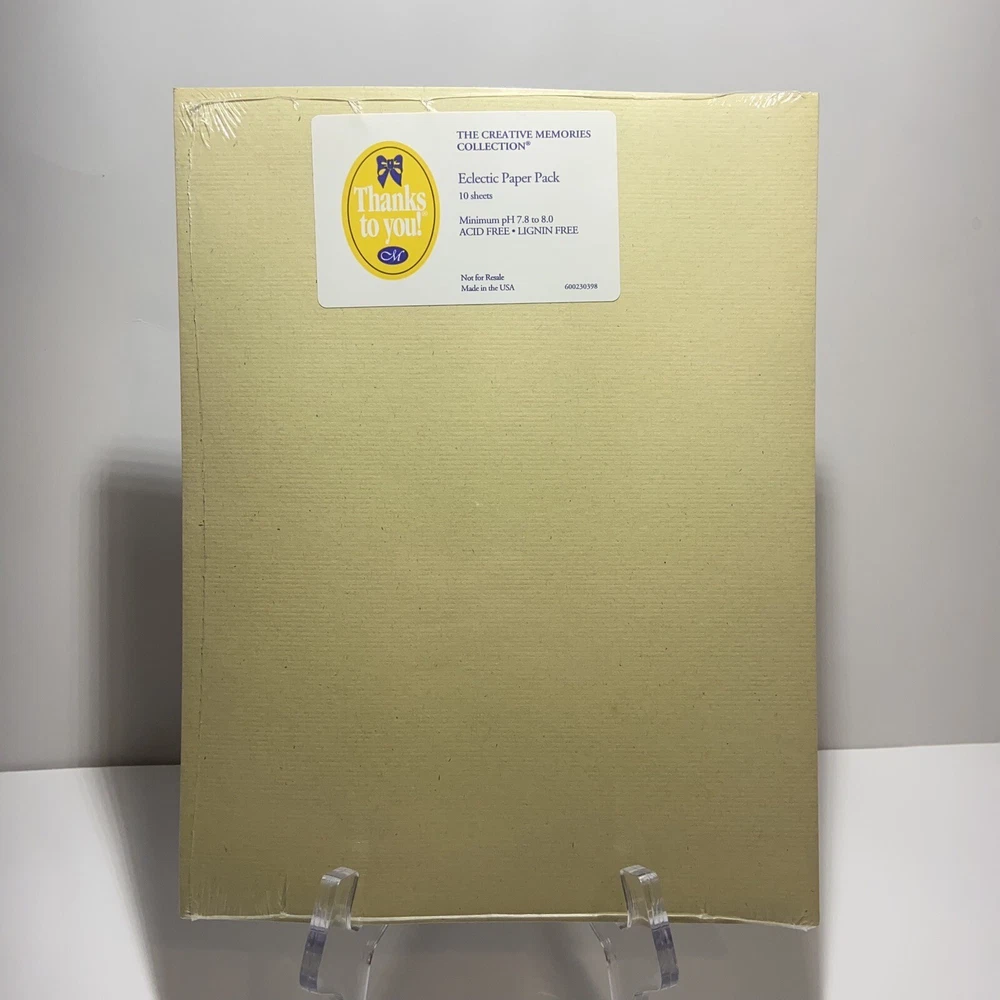 Thanks
to you!®
CM
THE CREATIVE MEMORIES
COLLECTION®
Eclectic Paper Pack
10 sheets
Minimum pH 7.8 to 8.0
ACID FREE • LIGNIN FREE
Not for Resale
Made in the USA
600230398